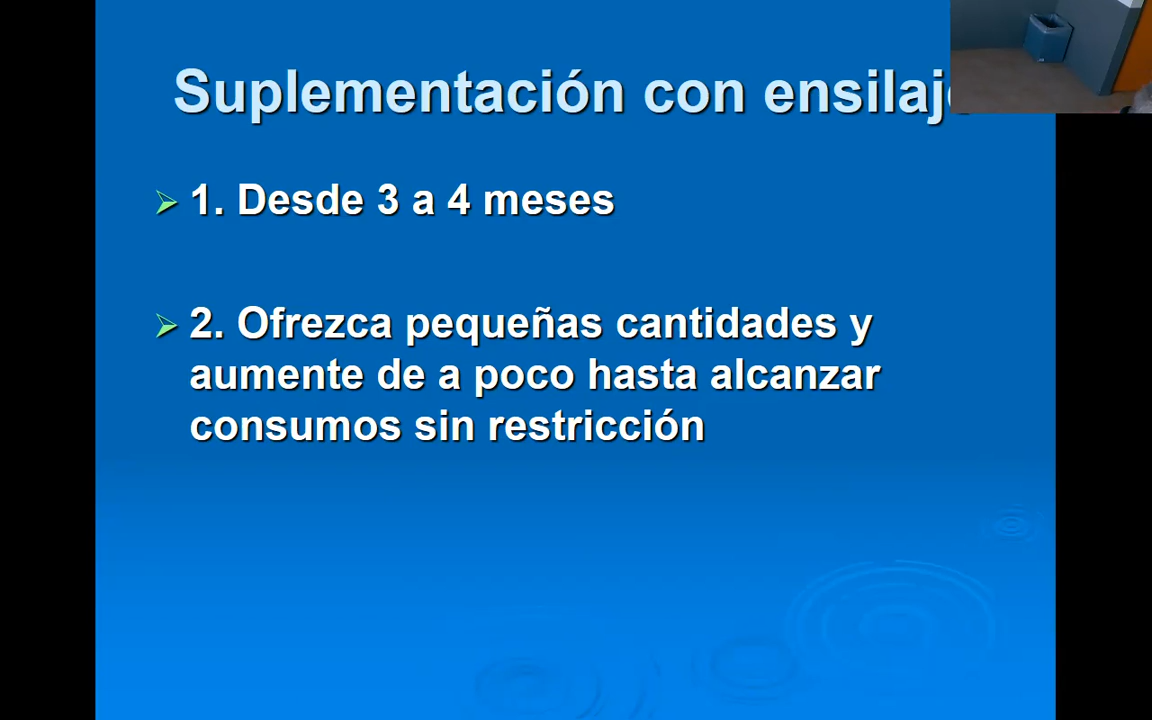 Suplementación con ensilaje
1. Desde 3 a 4 meses
2. Ofrezca pequeñas cantidades y
aumente de a poco hasta alcanzar
consumos sin restricción